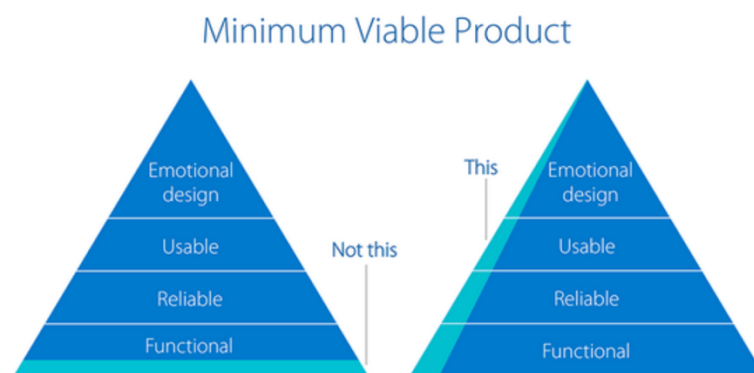 Minimum Viable Product
Emotional
design
Usable
Reliable
Functional
Not this
This
Emotional
design
Usable
Reliable
Functional